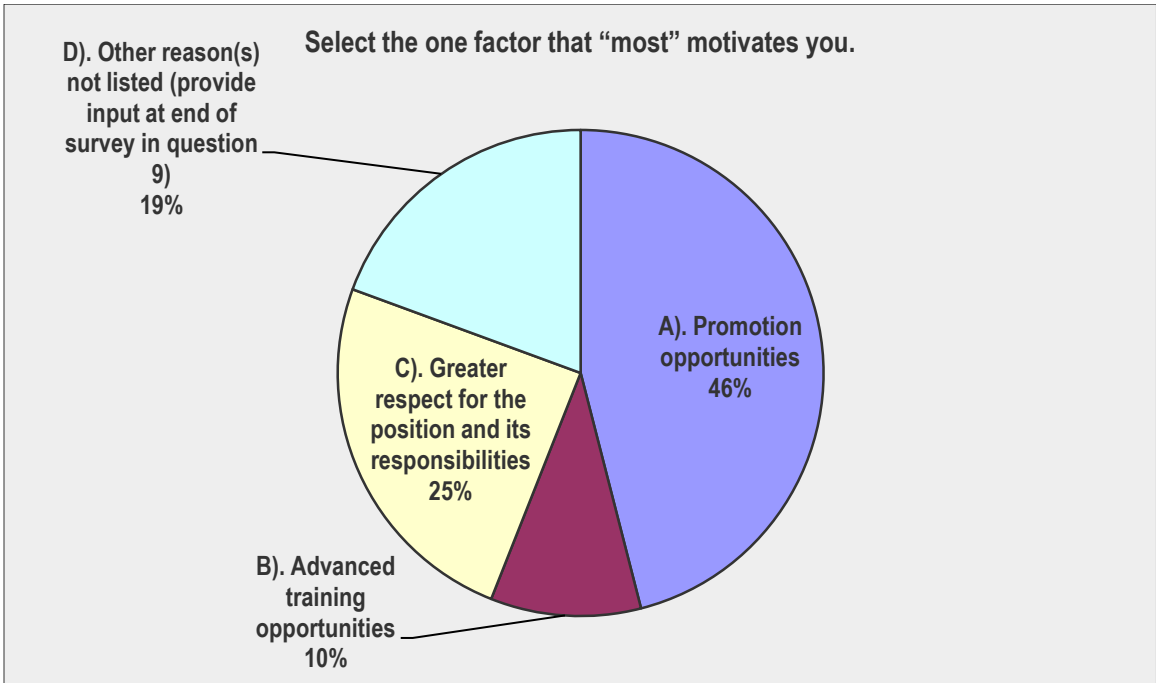 Select the one factor that “most” motivates you.
D). Other reason(s)
not listed (provide
input at end of
survey in question
9)
19%
A). Promotion
opportunities
46%
C). Greater
respect for the
position and its
responsibilities
25%
B). Advanced
training
opportunities
10%